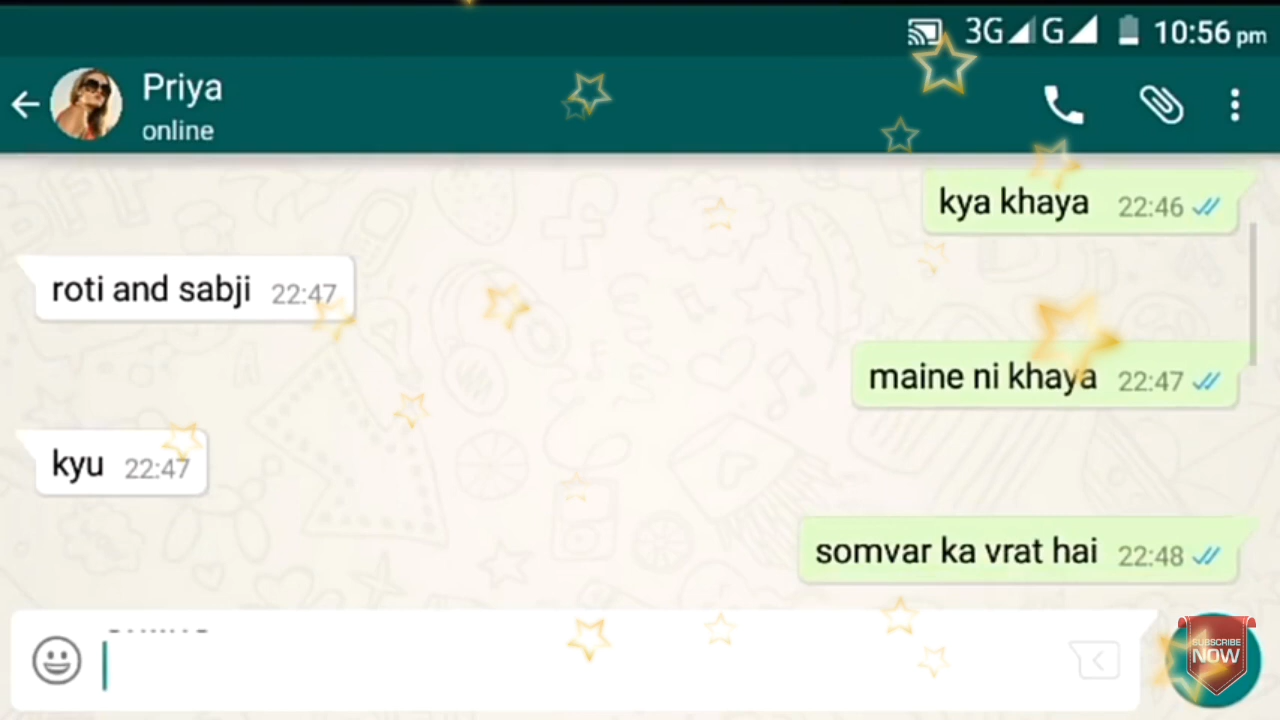 3G G 10:56 pm
Priya
online
kya khaya 22:46
roti and sabji 22:47
maine ni khaya 22:47
kyu 22:47
somvar ka vrat hai 22:48
SUBSCRIBE
NOW